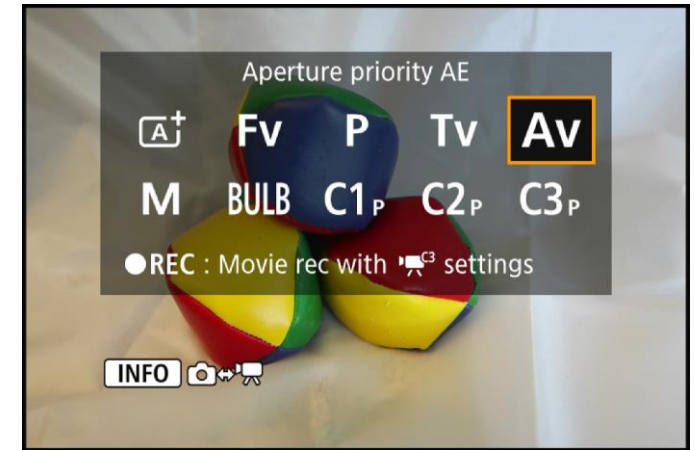 Aperture priority AE
A+ Fv P Tv Av
M BULB C1P C2P C3P
●REC : Movie rec with C3 settings
INFO